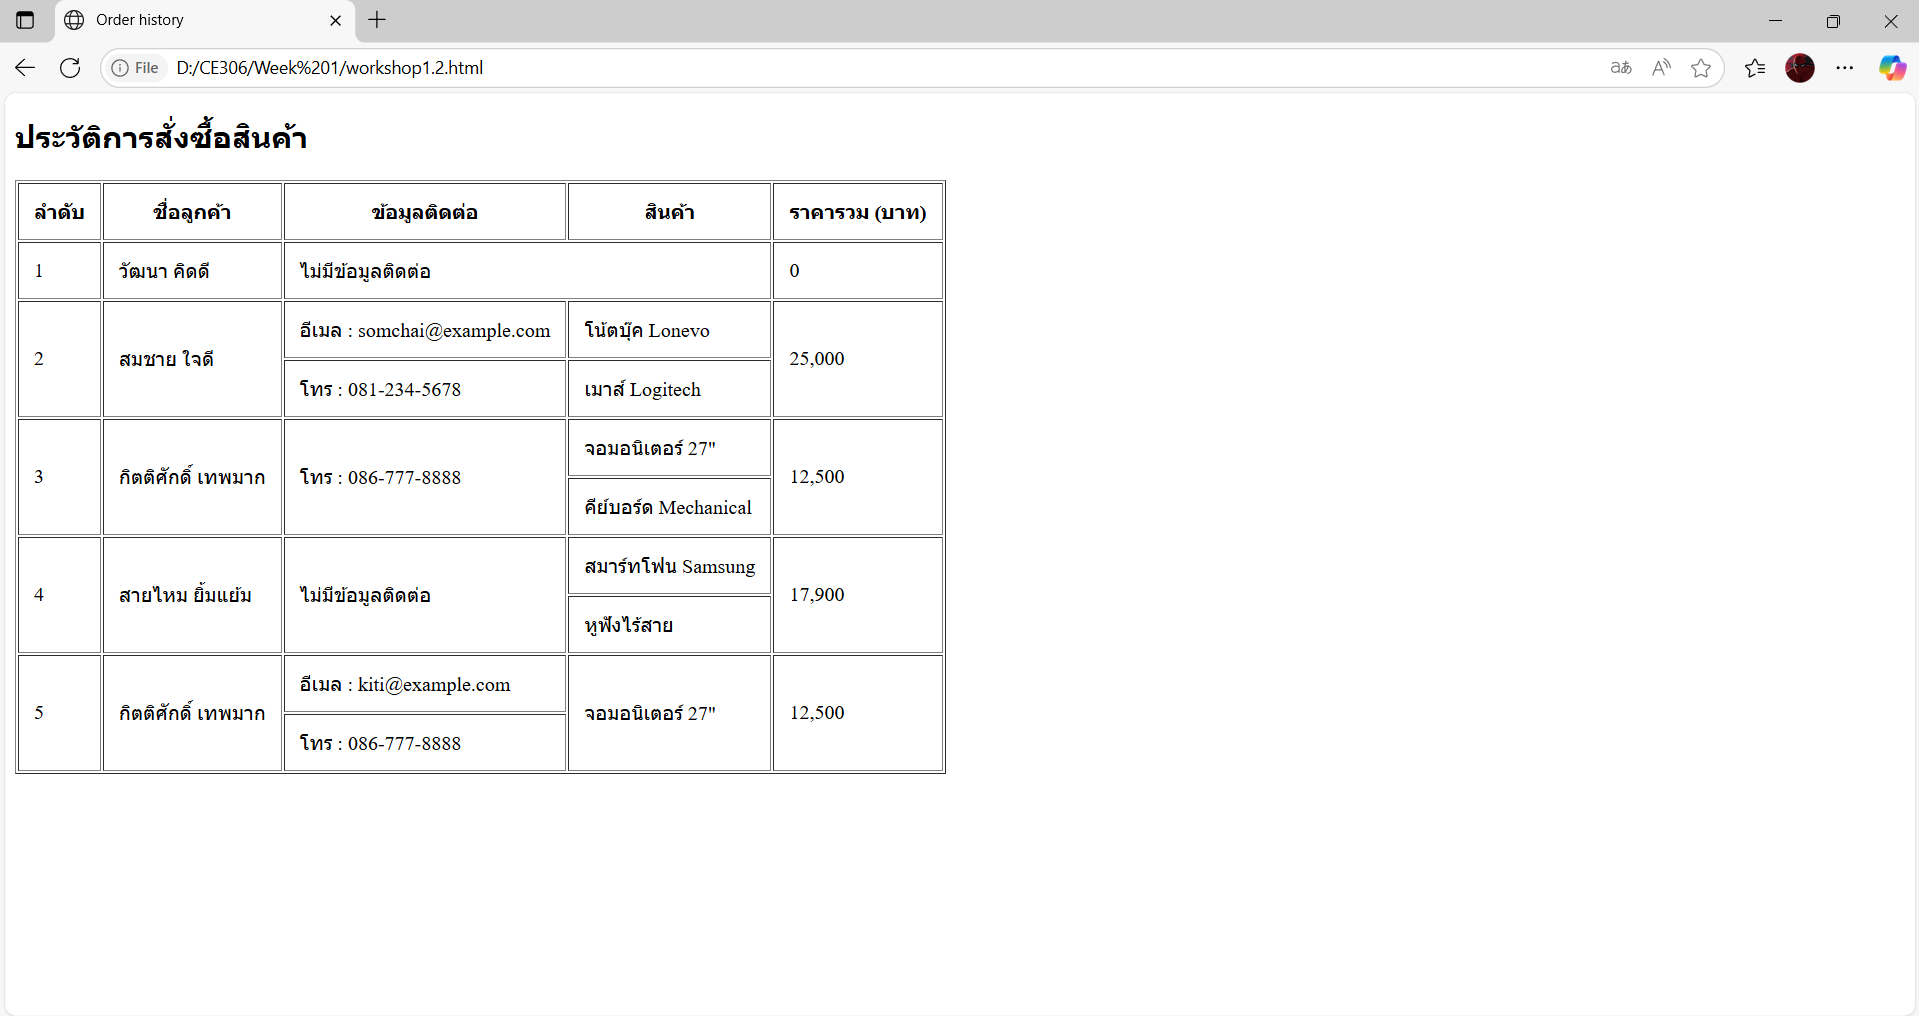 Order history
File D:/CE306/Week%201/workshop1.2.html
ประวัติการสั่งซื้อสินค้า
ลำดับ ชื่อลูกค้า ข้อมูลติดต่อ สินค้า ราคารวม (บาท)
1 วัฒนา คิดดี ไม่มีข้อมูลติดต่อ 0
2 สมชาย ใจดี อีเมล : somchai@example.com โน้ตบุ๊ค Lonevo 25,000
โทร : 081-234-5678 เมาส์ Logitech
3 กิตติศักดิ์ เทพมาก โทร : 086-777-8888 จอมอนิเตอร์ 27" 12,500
คีย์บอร์ด Mechanical
4 สายไหม ยิ้มแย้ม ไม่มีข้อมูลติดต่อ สมาร์ทโฟน Samsung 17,900
หูฟังไร้สาย
5 กิตติศักดิ์ เทพมาก อีเมล : kiti@example.com จอมอนิเตอร์ 27" 12,500
โทร : 086-777-8888